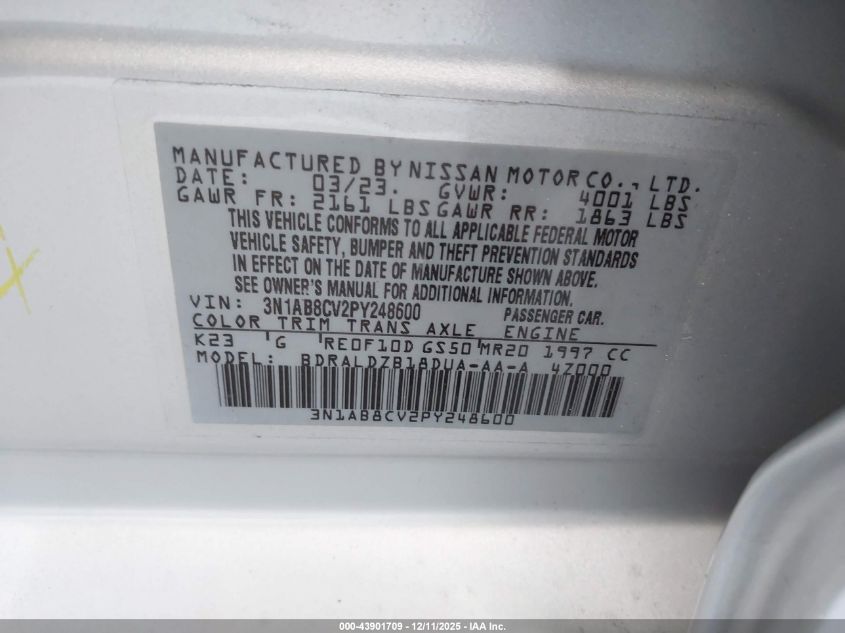 MANUFACTURED BY NISSAN MOTOR CO., LTD.
DATE: 03/23. GVWR: 4001 LBS
GAWR FR: 2161 LBS GAWR RR: 1863 LBS
THIS VEHICLE CONFORMS TO ALL APPLICABLE FEDERAL MOTOR
VEHICLE SAFETY, BUMPER AND THEFT PREVENTION STANDARDS
IN EFFECT ON THE DATE OF MANUFACTURE SHOWN ABOVE.
SEE OWNER'S MANUAL FOR ADDITIONAL INFORMATION.
VIN: 3N1AB8CV2PY248600 PASSENGER CAR.
COLOR TRIM TRANS AXLE ENGINE
K23 G RE0F10D GS50 MR20 1997 CC
MODEL: BDRALDZB18DUA-AA-A 4Z000
3N1AB8CV2PY248600
000-43901709 - 12/11/2025 - IAA Inc.